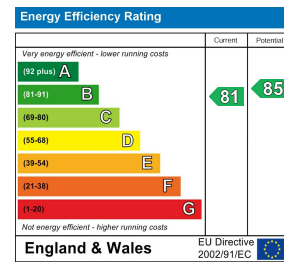 Energy Efficiency Rating
Current Potential
Very energy efficient - lower running costs
(92 plus) A
(81-91) B
(69-80) C
(55-68) D
(39-54) E
(21-38) F
(1-20) G
81
85
Not energy efficient - higher running costs
England & Wales
EU Directive
2002/91/EC